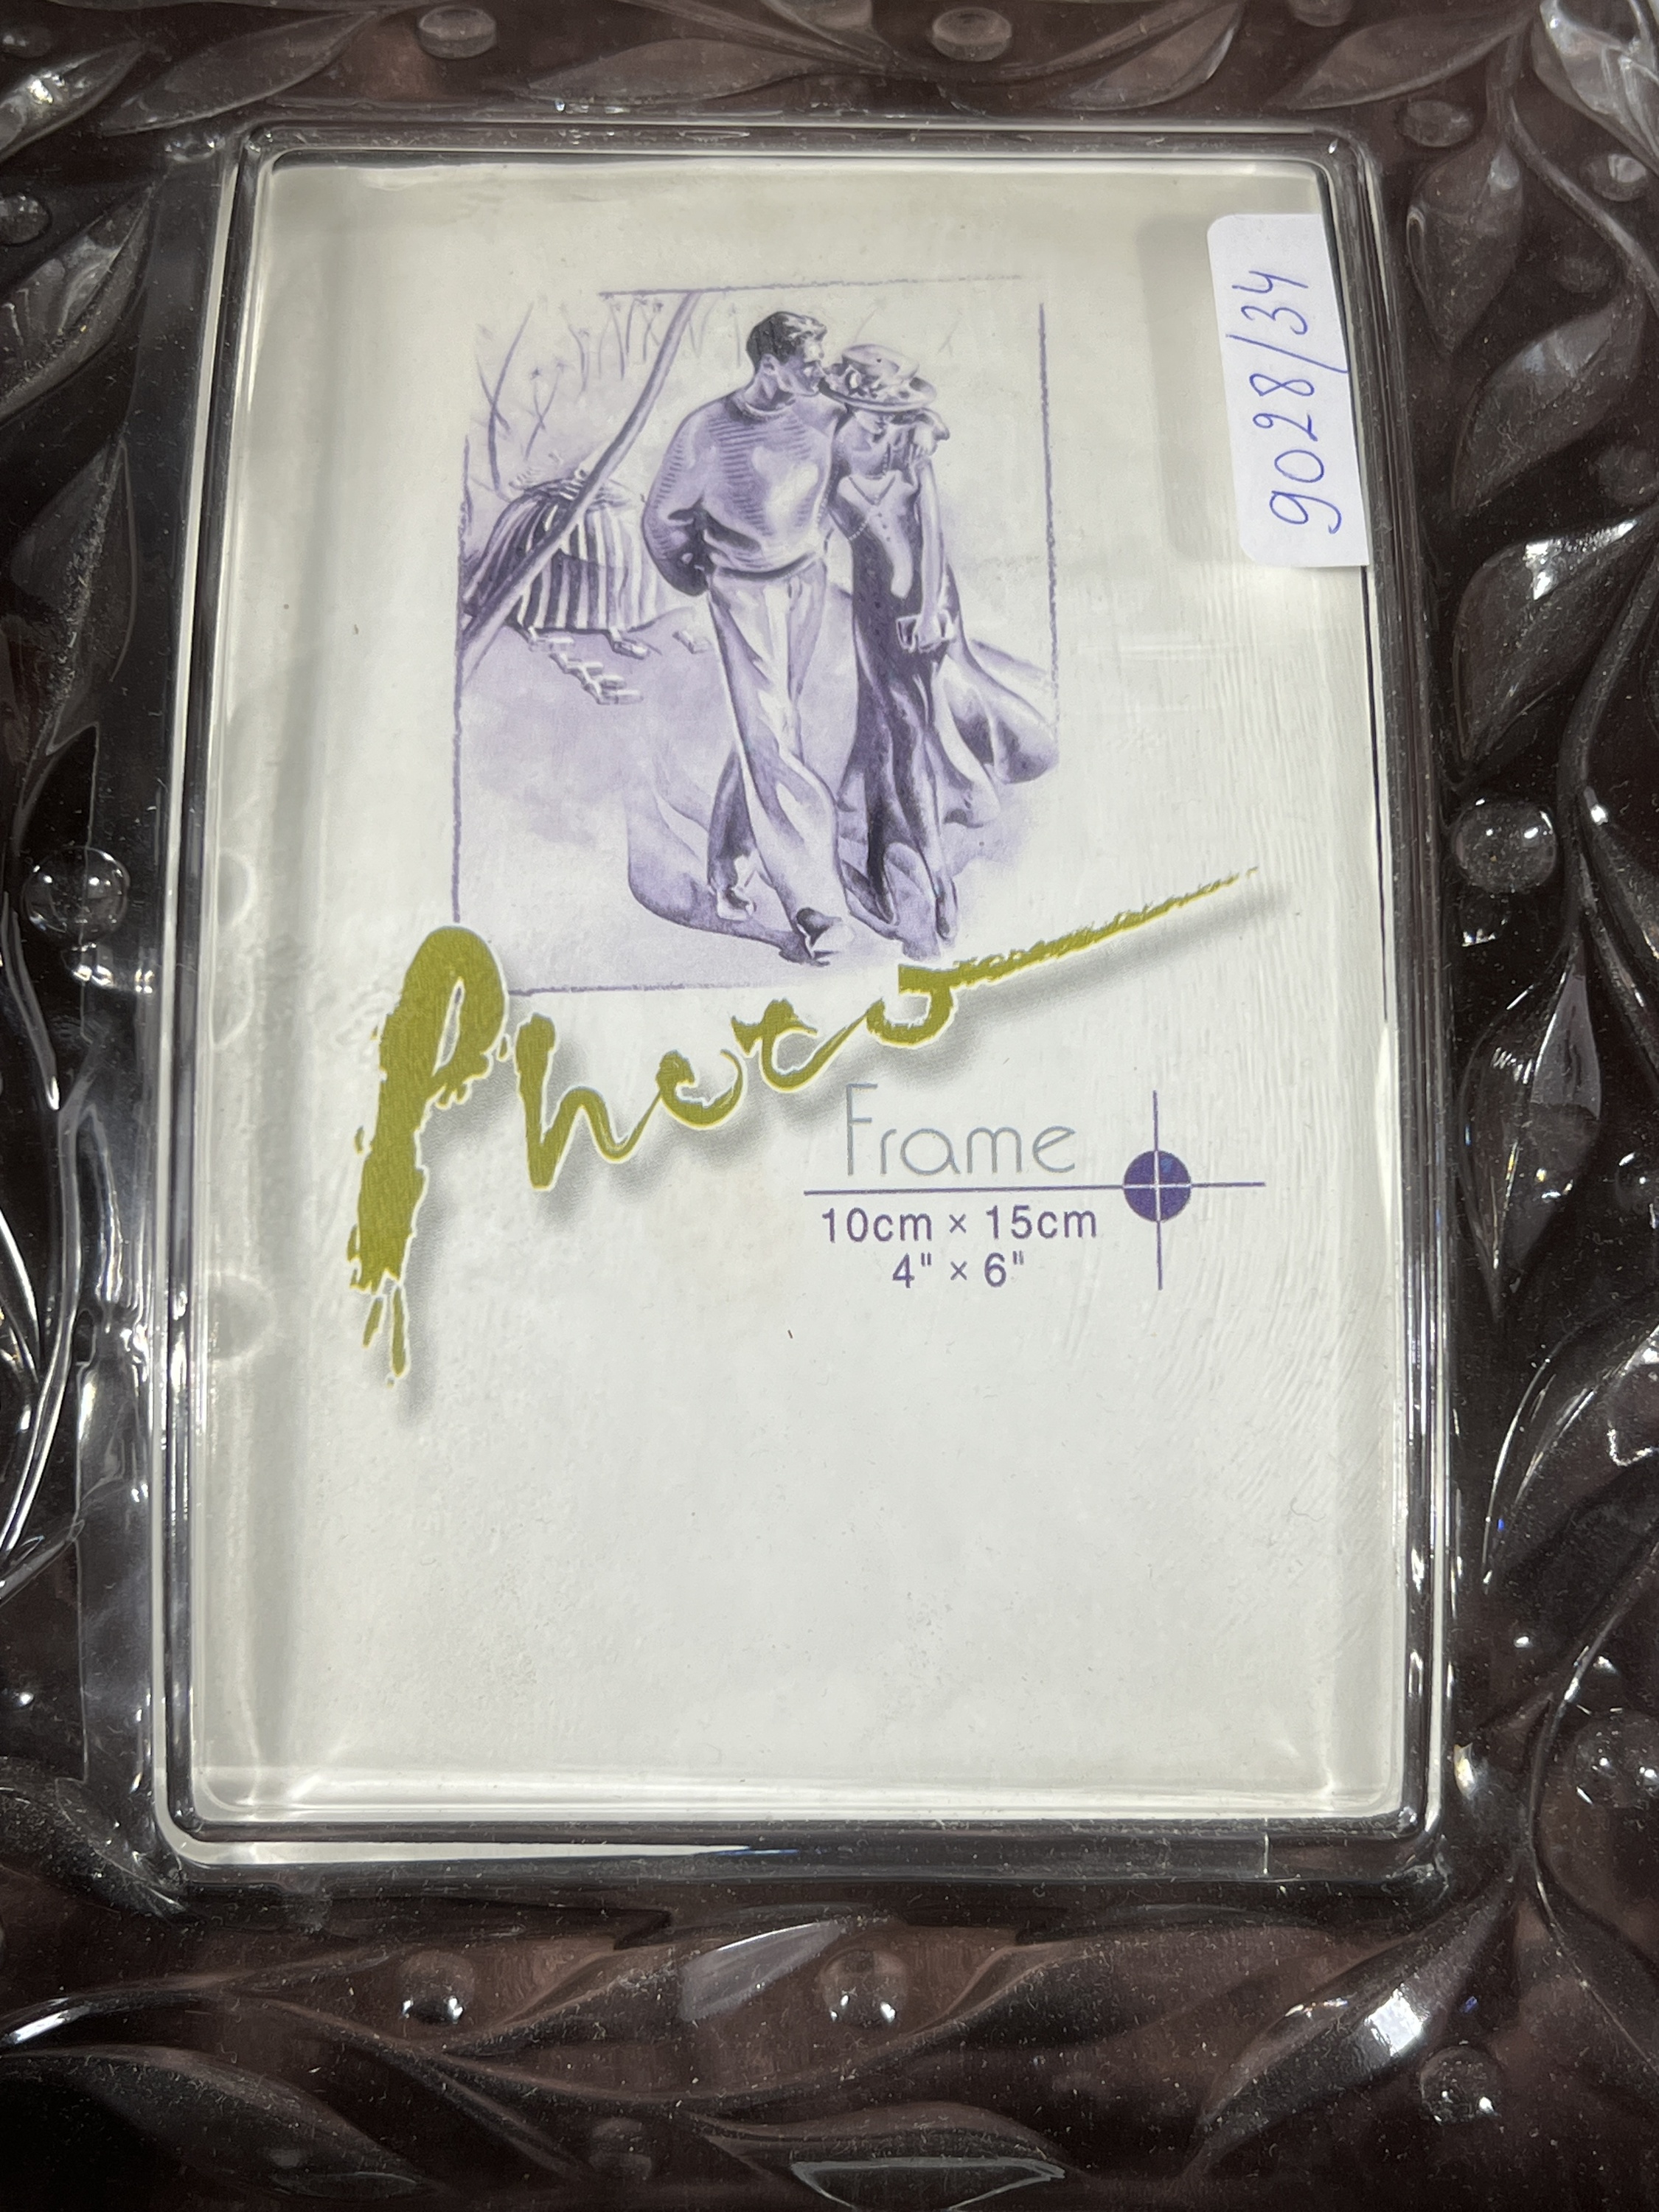 9028/34
Photo
Frame
10cm × 15cm
4" × 6"